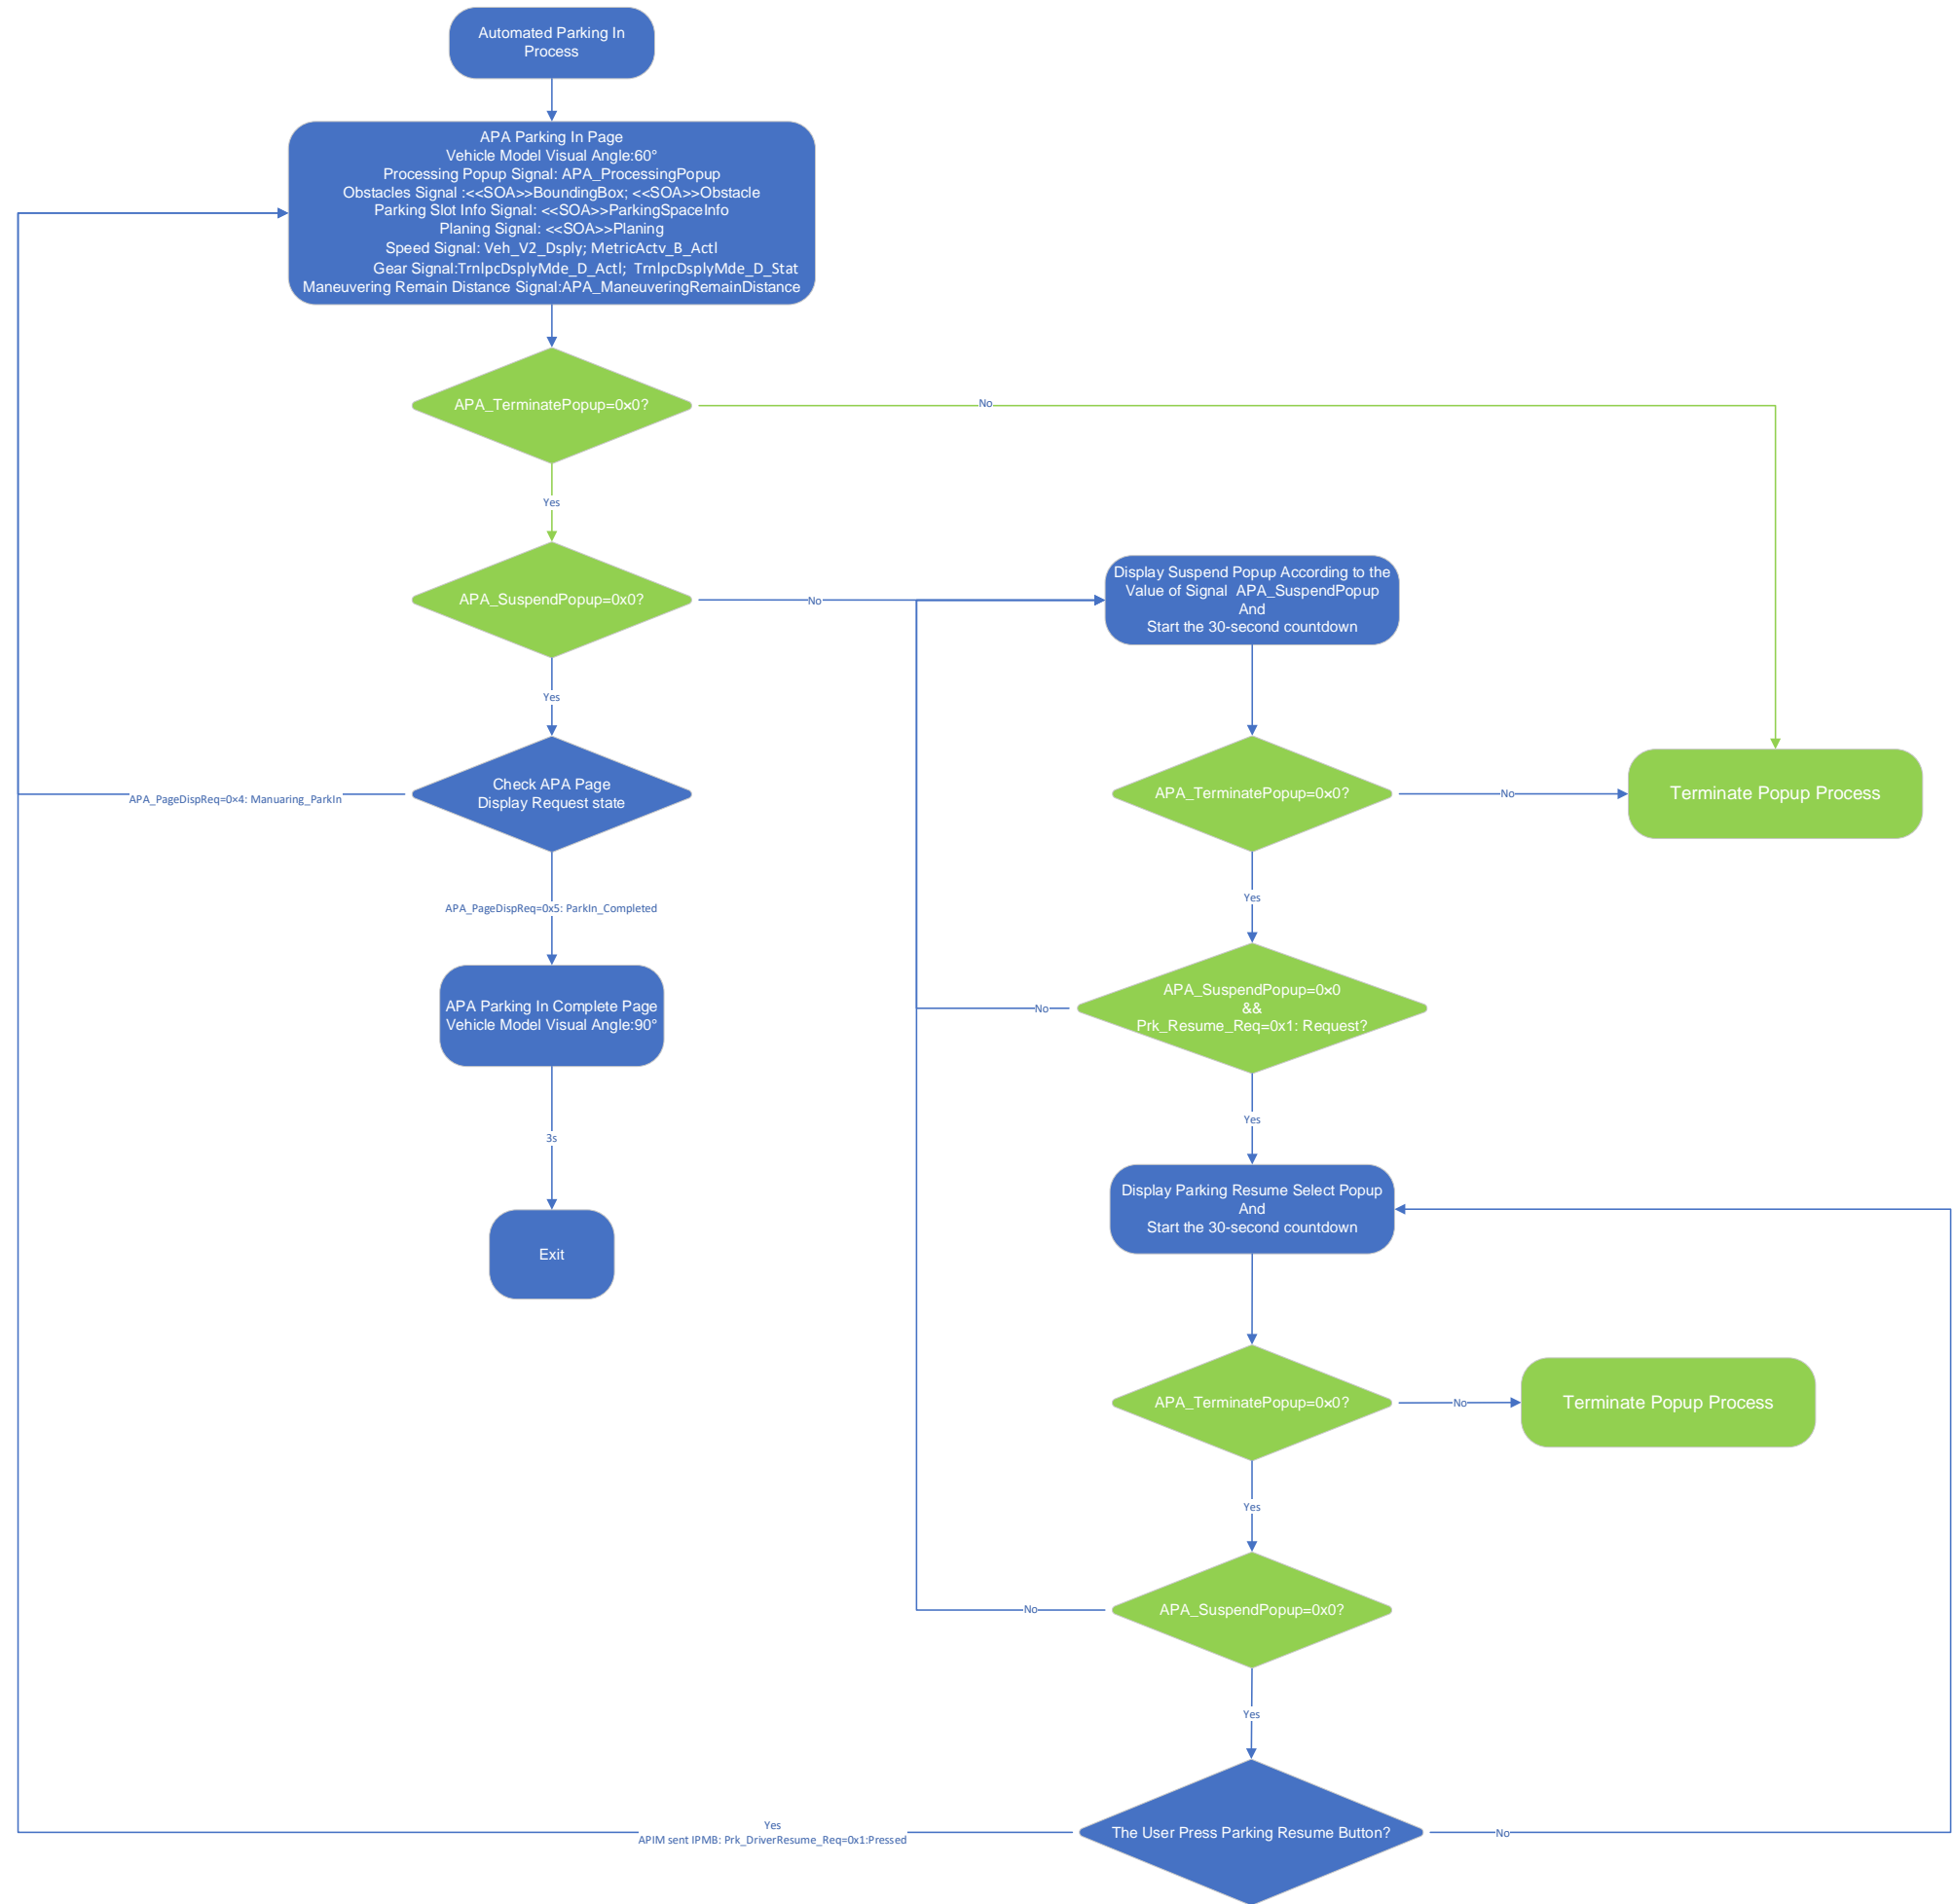 Automated Parking In
Process
APA Parking In Page
Vehicle Model Visual Angle:60°
Processing Popup Signal: APA_ProcessingPopup
Obstacles Signal :<<SOA>>BoundingBox; <<SOA>>Obstacle
Parking Slot Info Signal: <<SOA>>ParkingSpaceInfo
Planing Signal: <<SOA>>Planing
Speed Signal: Veh_V2_Dsply; MetricActv_B_Actl
Gear Signal:TrnIpcDsplyMde_D_Actl; TrnIpcDsplyMde_D_Stat
Maneuvering Remain Distance Signal:APA_ManeuveringRemainDistance
APA_TerminatePopup=0×0?
No
Yes
APA_SuspendPopup=0x0?
No
Display Suspend Popup According to the
Value of Signal APA_SuspendPopup
And
Start the 30-second countdown
Yes
Check APA Page
Display Request state
APA_PageDispReq=0×4: Manuaring_ParkIn
APA_TerminatePopup=0x0?
No
Terminate Popup Process
Yes
APA_PageDispReq=0x5: ParkIn_Completed
APA Parking In Complete Page
Vehicle Model Visual Angle:90°
APA_SuspendPopup=0x0
&&
Prk_Resume_Req=0x1: Request?
No
Yes
3s
Display Parking Resume Select Popup
And
Start the 30-second countdown
Exit
APA_TerminatePopup=0x0?
No
Terminate Popup Process
Yes
APA_SuspendPopup=0x0?
No
Yes
The User Press Parking Resume Button?
Yes
APIM sent IPMB: Prk_DriverResume_Req=0x1:Pressed
No